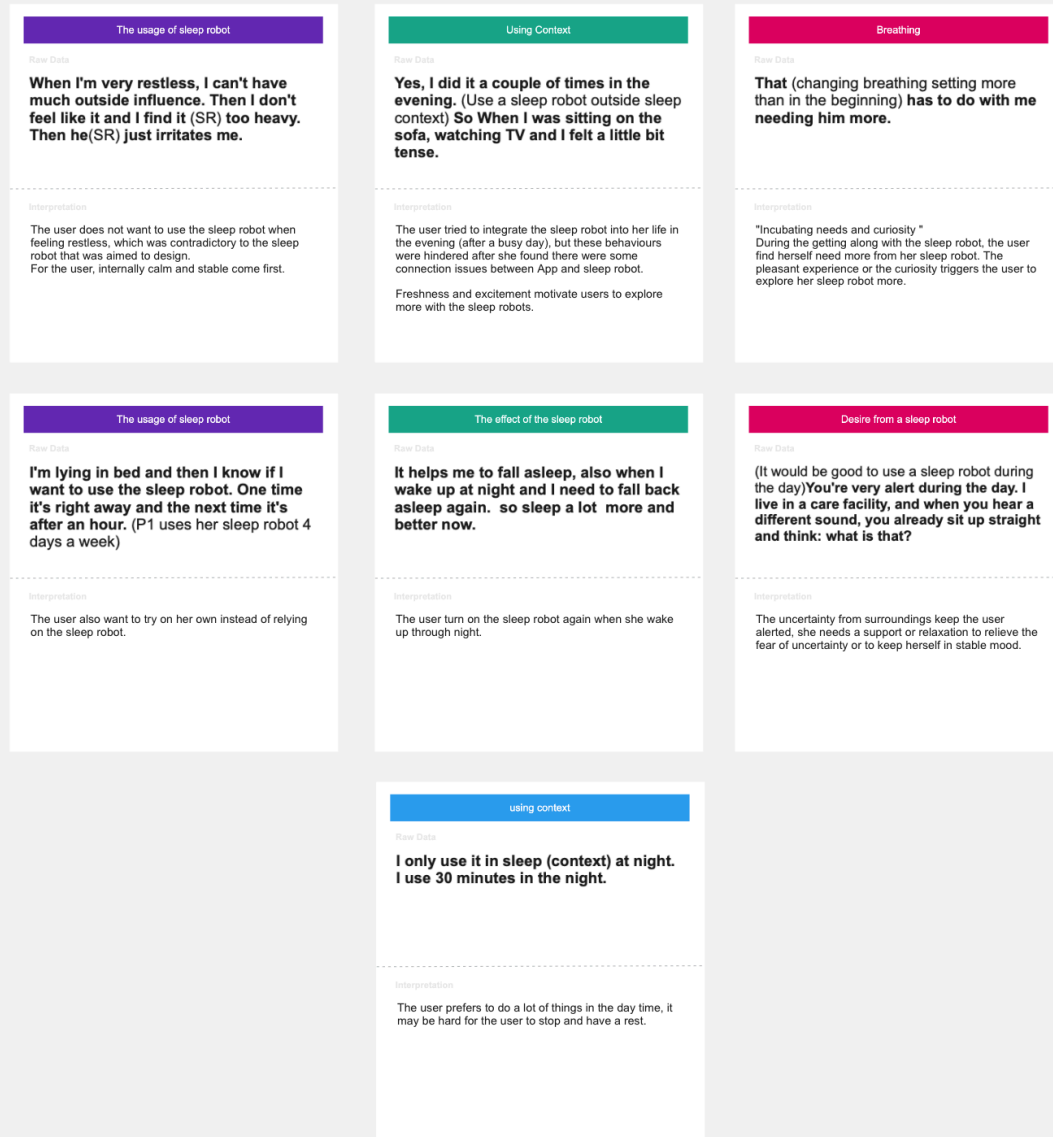 The usage of sleep robot
Raw Data
When I'm very restless, I can't have
much outside influence. Then I don't
feel like it and I find it (SR) too heavy.
Then he(SR) just irritates me.
Interpretation
The user does not want to use the sleep robot when
feeling restless, which was contradictory to the sleep
robot that was aimed to design.
For the user, internally calm and stable come first.
Using Context
Raw Data
Yes, I did it a couple of times in the
evening. (Use a sleep robot outside sleep
context) So When I was sitting on the
sofa, watching TV and I felt a little bit
tense.
Interpretation
The user tried to integrate the sleep robot into her life in
the evening (after a busy day), but these behaviours
were hindered after she found there were some
connection issues between App and sleep robot.
Freshness and excitement motivate users to explore
more with the sleep robots.
Breathing
Raw Data
That (changing breathing setting more
than in the beginning) has to do with me
needing him more.
Interpretation
"Incubating needs and curiosity "
During the getting along with the sleep robot, the user
find herself need more from her sleep robot. The
pleasant experience or the curiosity triggers the user to
explore her sleep robot more.
The usage of sleep robot
Raw Data
I'm lying in bed and then I know if I
want to use the sleep robot. One time
it's right away and the next time it's
after an hour. (P1 uses her sleep robot 4
days a week)
Interpretation
The user also want to try on her own instead of relying
on the sleep robot.
The effect of the sleep robot
Raw Data
It helps me to fall asleep, also when I
wake up at night and I need to fall back
asleep again.  so sleep a lot  more and
better now.
Interpretation
The user turn on the sleep robot again when she wake
up through night.
Desire from a sleep robot
Raw Data
(It would be good to use a sleep robot during
the day)You're very alert during the day. I
live in a care facility, and when you hear a
different sound, you already sit up straight
and think: what is that?
Interpretation
The uncertainty from surroundings keep the user
alerted, she needs a support or relaxation to relieve the
fear of uncertainty or to keep herself in stable mood.
using context
Raw Data
I only use it in sleep (context) at night.
I use 30 minutes in the night.
Interpretation
The user prefers to do a lot of things in the day time, it
may be hard for the user to stop and have a rest.